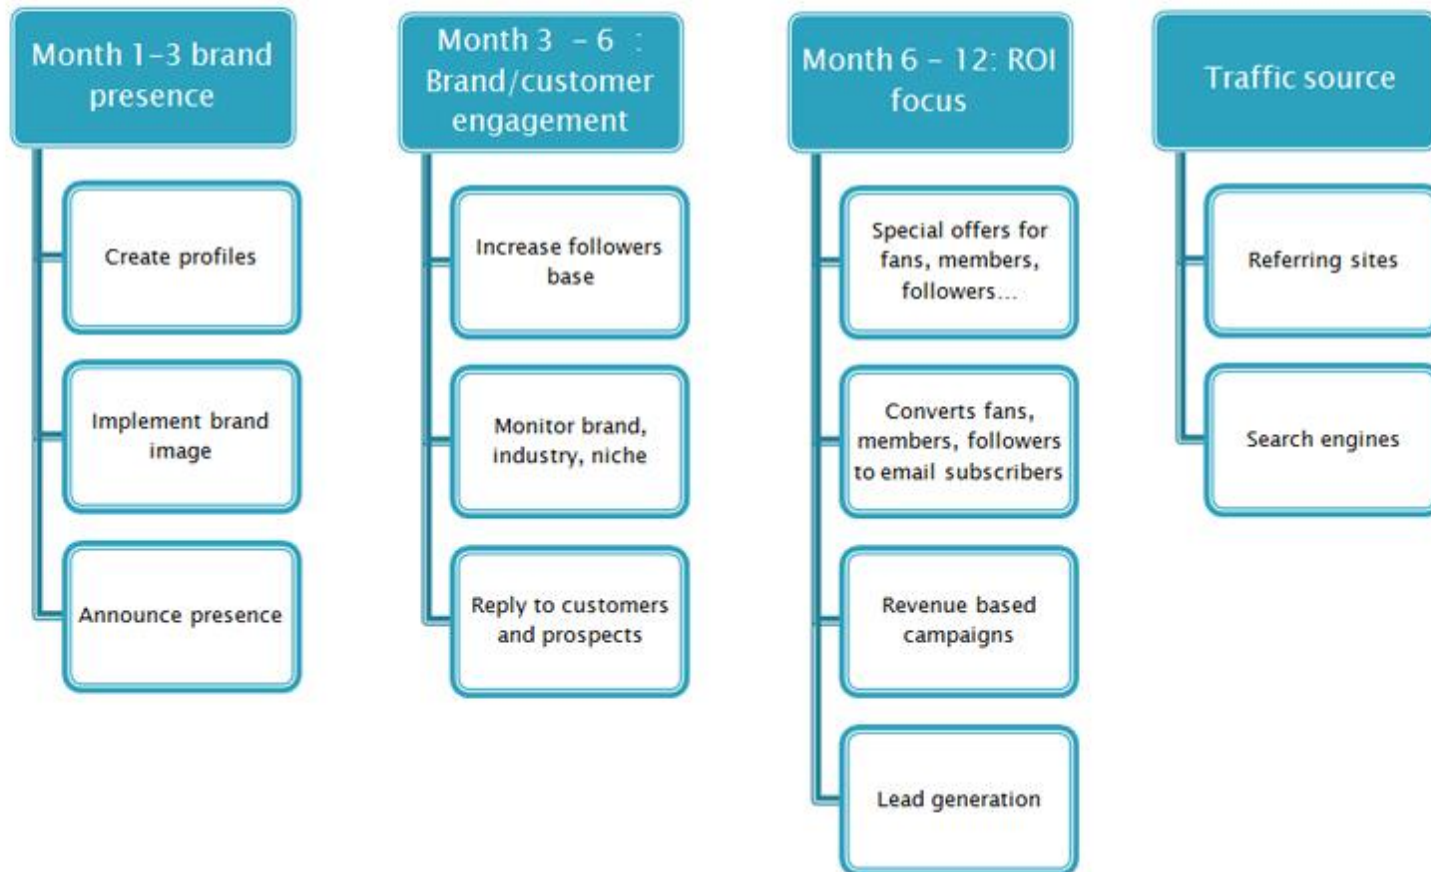 Month 1-3 brand
presence
Create profiles
Implement brand
image
Announce presence
Month 3 - 6 :
Brand/customer
engagement
Increase followers
base
Monitor brand,
industry, niche
Reply to customers
and prospects
Month 6 - 12: ROI
focus
Special offers for
fans, members,
followers...
Converts fans,
members, followers
to email subscribers
Revenue based
campaigns
Lead generation
Traffic source
Referring sites
Search engines